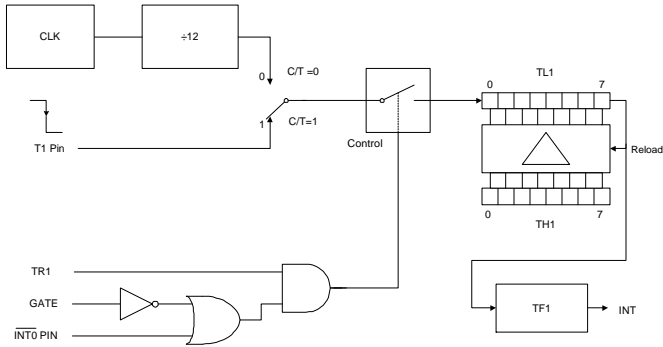 CLK
÷12
0
C/T =0
1
C/T=1
T1 Pin
Control
0 TL1 7
Reload
0 TH1 7
TR1
GATE
INT0 PIN
TF1
INT